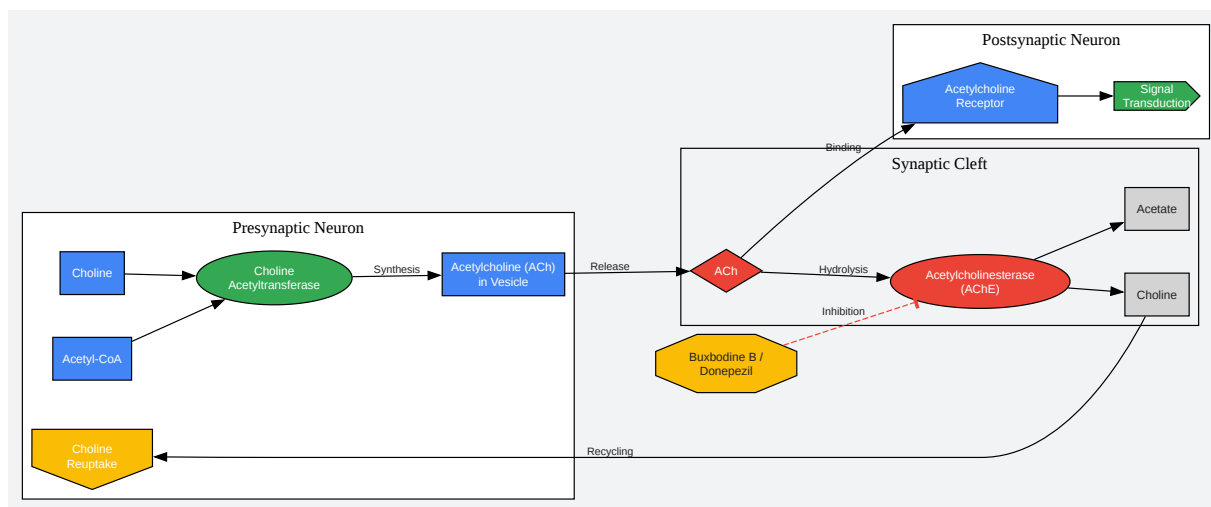 Postsynaptic Neuron
Acetylcholine
Receptor
Signal
Transduction
Binding
Synaptic Cleft
Acetate
Presynaptic Neuron
Choline
Choline
Acetyltransferase
Synthesis
Acetylcholine (ACh)
in Vesicle
Release
ACh
Hydrolysis
Acetylcholinesterase
(AChE)
Choline
Inhibition
Acetyl-CoA
Buxbodine B /
Donepezil
Choline
Reuptake
Recycling